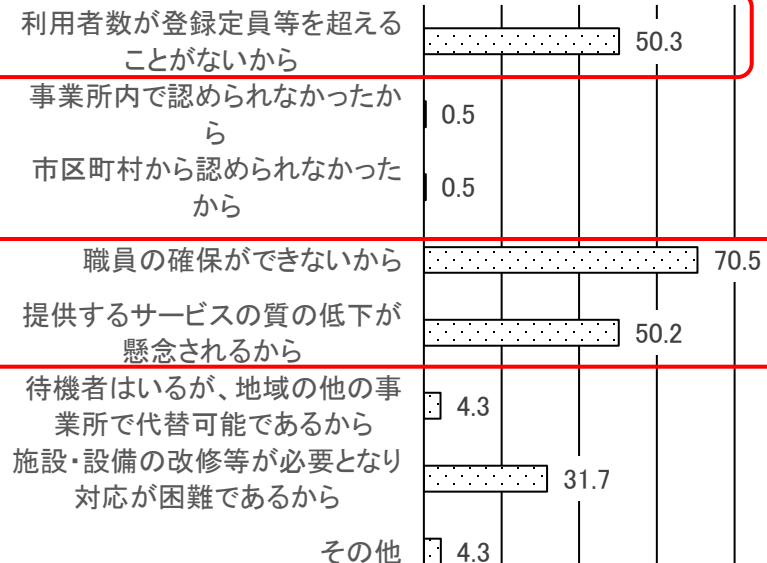 利用者数が登録定員等を超える
ことがないから
50.3
事業所内で認められなかったか
ら
0.5
市区町村から認められなかった
から
0.5
職員の確保ができないから
70.5
提供するサービスの質の低下が
懸念されるから
50.2
待機者はいるが、地域の他の事
業所で代替可能であるから
4.3
施設・設備の改修等が必要となり
対応が困難であるから
31.7
その他
4.3